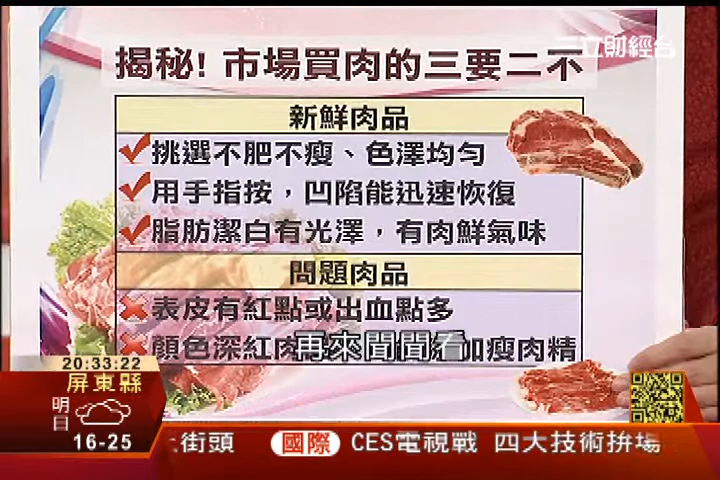 揭秘! 市場買肉的三要二不
立財經台
新鮮肉品
挑選不肥不瘦、色澤均勻
用手指按，凹陷能迅速恢復
脂肪潔白有光澤，有肉鮮氣味
問題肉品
表皮有紅點或出血點多
顏色深紅肉
加瘦肉精
再來聞聞看
20:33:22
屏東縣
明日
16-25
街頭 國際 CES電視戰 四大技術拚場